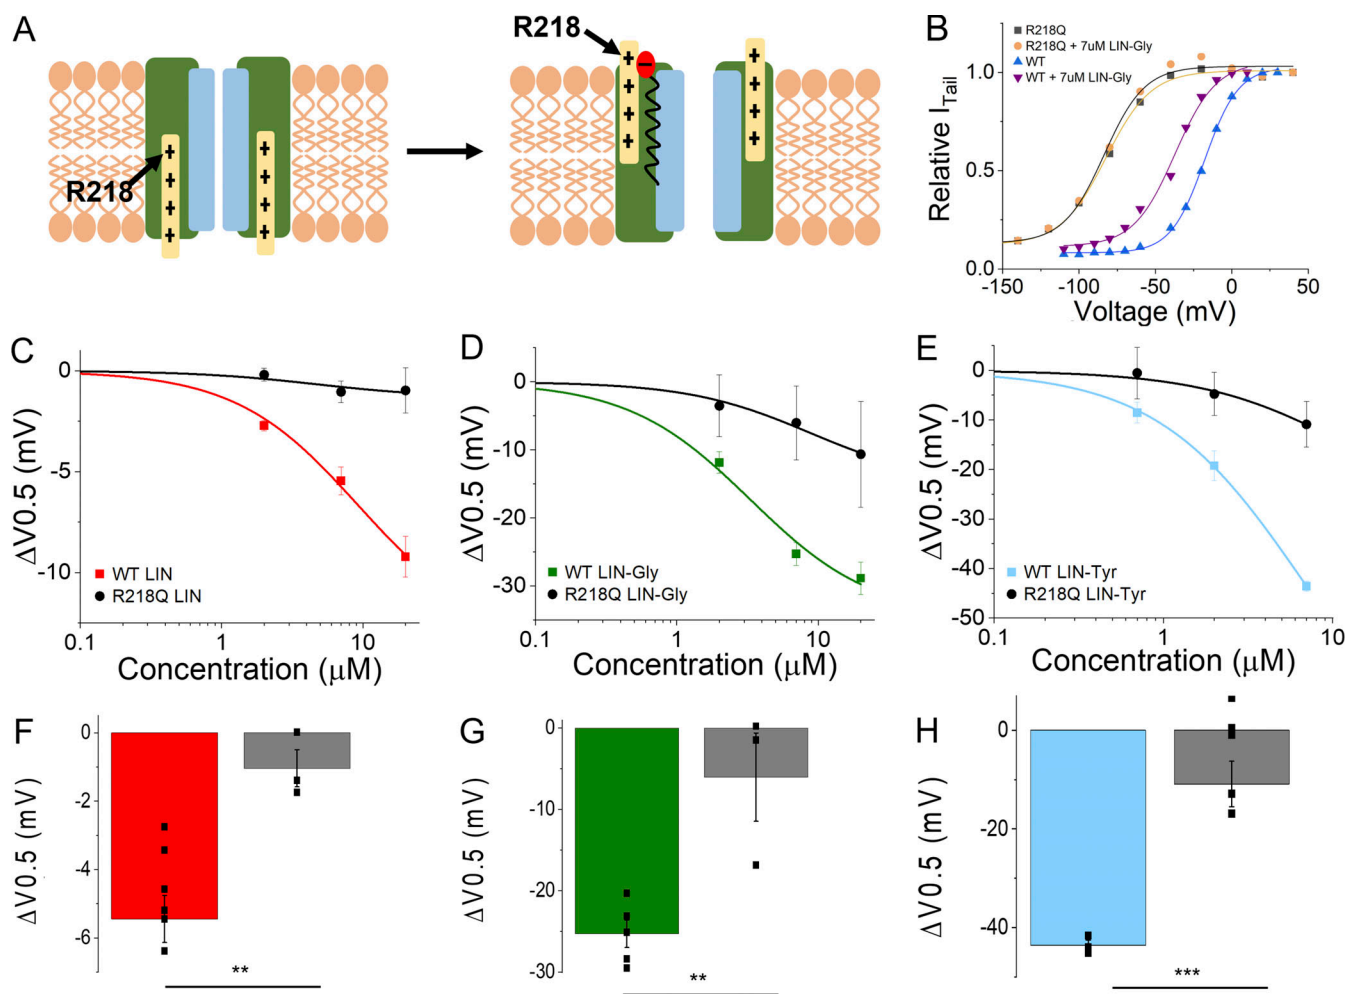 A
R218
+
+
+
+
+
+
+
+
R218
+
+
+
+
−
+
+
+
+
B
R218Q
R218Q + 7uM LIN-Gly
WT
WT + 7uM LIN-Gly
Relative I_Tail
1.0
0.5
0.0
-150
-100
-50
0
50
Voltage (mV)
C
ΔV0.5 (mV)
0
-5
-10
WT LIN
R218Q LIN
0.1
1
10
Concentration (μM)
D
ΔV0.5 (mV)
0
-10
-20
-30
WT LIN-Gly
R218Q LIN-Gly
0.1
1
10
Concentration (μM)
E
ΔV0.5 (mV)
0
-10
-20
-30
-40
-50
WT LIN-Tyr
R218Q LIN-Tyr
0.1
1
10
Concentration (μM)
F
ΔV0.5 (mV)
0
-2
-4
-6
**
G
ΔV0.5 (mV)
0
-10
-20
-30
**
H
ΔV0.5 (mV)
0
-20
-40
***